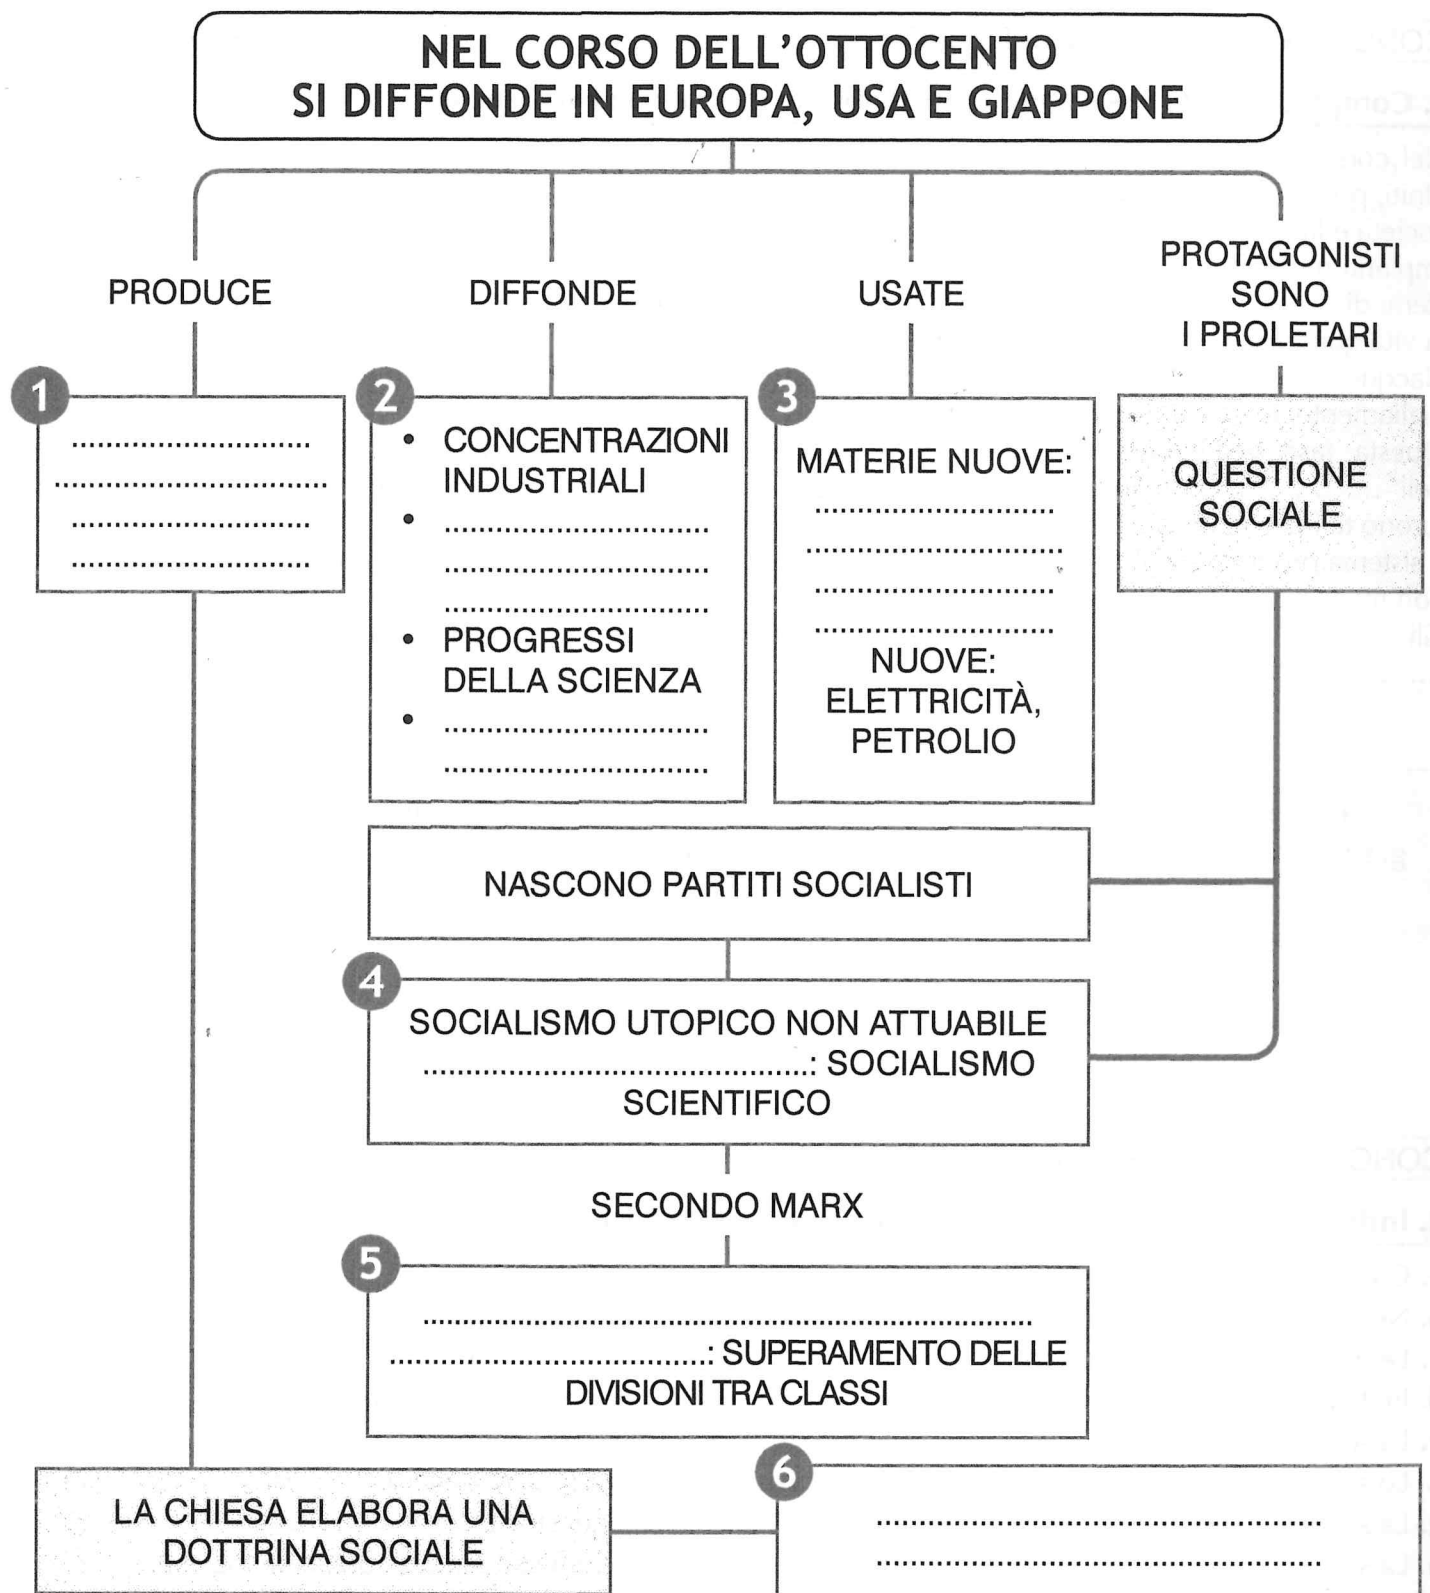 NEL CORSO DELL'OTTOCENTO
SI DIFFONDE IN EUROPA, USA E GIAPPONE
PRODUCE
DIFFONDE
USATE
PROTAGONISTI
SONO
I PROLETARI
1
............................
................................
............................
............................
2
• CONCENTRAZIONI
INDUSTRIALI
• ...............................
...............................
...............................
• PROGRESSI
DELLA SCIENZA
• ...............................
...............................
3
MATERIE NUOVE:
............................
..............................
............................
............................
NUOVE:
ELETTRICITÀ,
PETROLIO
QUESTIONE
SOCIALE
NASCONO PARTITI SOCIALISTI
4
SOCIALISMO UTOPICO NON ATTUABILE
..............................................: SOCIALISMO
SCIENTIFICO
SECONDO MARX
5
........................................................................
......................................: SUPERAMENTO DELLE
DIVISIONI TRA CLASSI
LA CHIESA ELABORA UNA
DOTTRINA SOCIALE
6
.....................................................
.....................................................